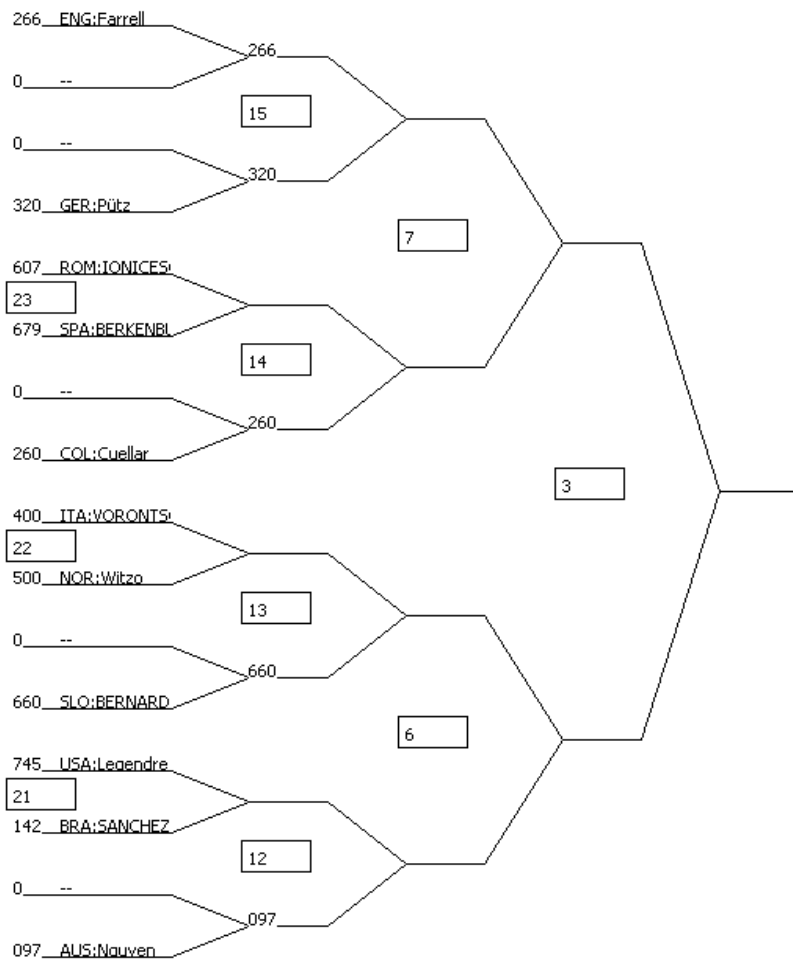 266 ENG:Farrell
266
0 --
15
0 --
320
320 GER:Pütz
7
607 ROM:IONICES
23
679 SPA:BERKENBL
14
0 --
260
260 COL:Cuellar
3
400 ITA:VORONTS
22
500 NOR:Witzo
13
0 --
660
660 SLO:BERNARD
6
745 USA:Legendre
21
142 BRA:SANCHEZ
12
0 --
097
097 AUS:Nguyen